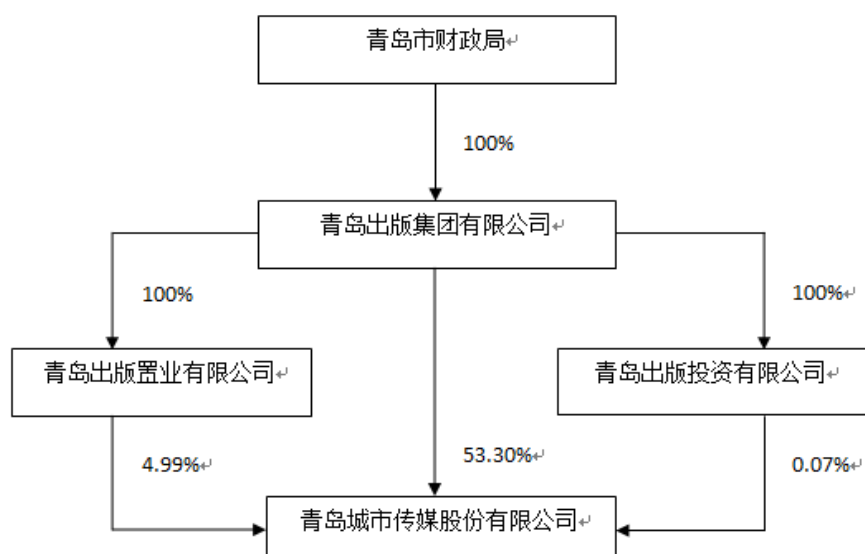 青岛市财政局
100%
青岛出版集团有限公司
100%
100%
青岛出版置业有限公司
青岛出版投资有限公司
4.99%
53.30%
0.07%
青岛城市传媒股份有限公司